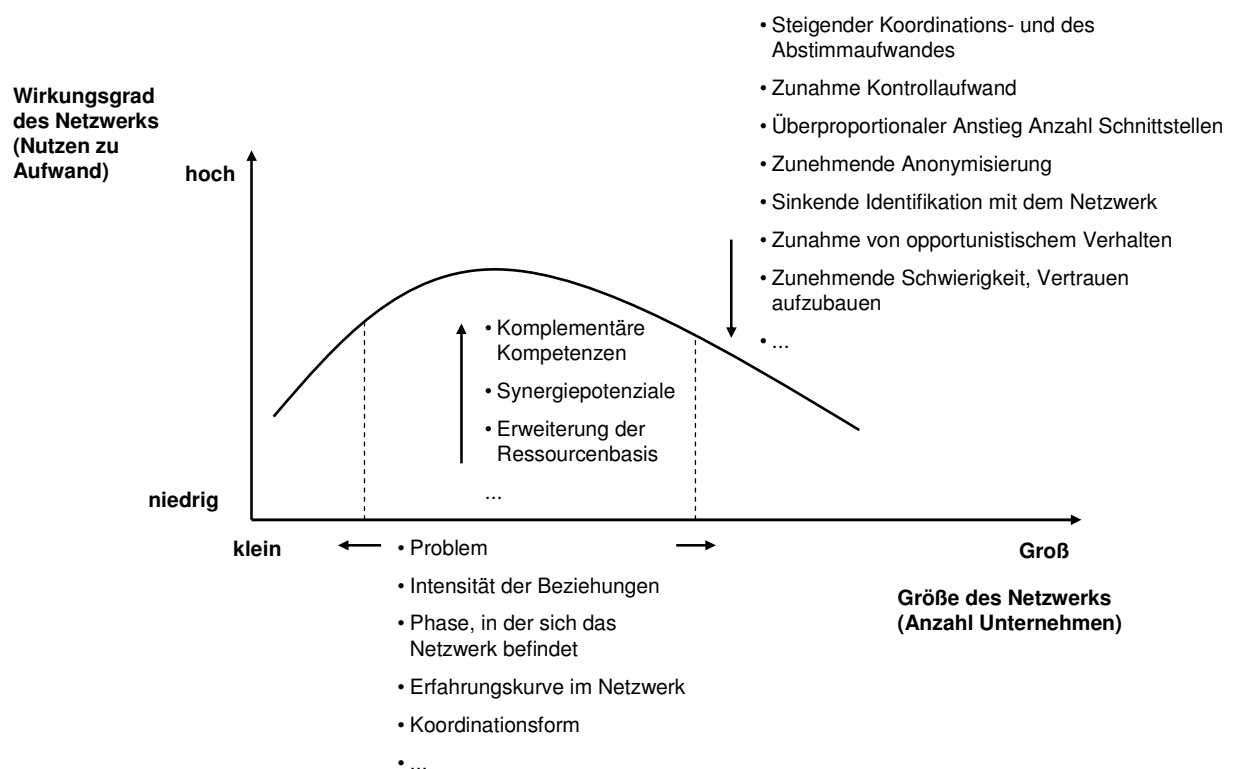 • Steigender Koordinations- und des
Abstimmaufwandes
• Zunahme Kontrollaufwand
• Überproportionaler Anstieg Anzahl Schnittstellen
• Zunehmende Anonymisierung
• Sinkende Identifikation mit dem Netzwerk
• Zunahme von opportunistischem Verhalten
• Zunehmende Schwierigkeit, Vertrauen
aufzubauen
• ...
Wirkungsgrad
des Netzwerks
(Nutzen zu
Aufwand)
hoch
• Komplementäre
Kompetenzen
• Synergiepotenziale
• Erweiterung der
Ressourcenbasis
...
niedrig
klein
• Problem
• Intensität der Beziehungen
• Phase, in der sich das
Netzwerk befindet
• Erfahrungskurve im Netzwerk
• Koordinationsform
• ...
Groß
Größe des Netzwerks
(Anzahl Unternehmen)